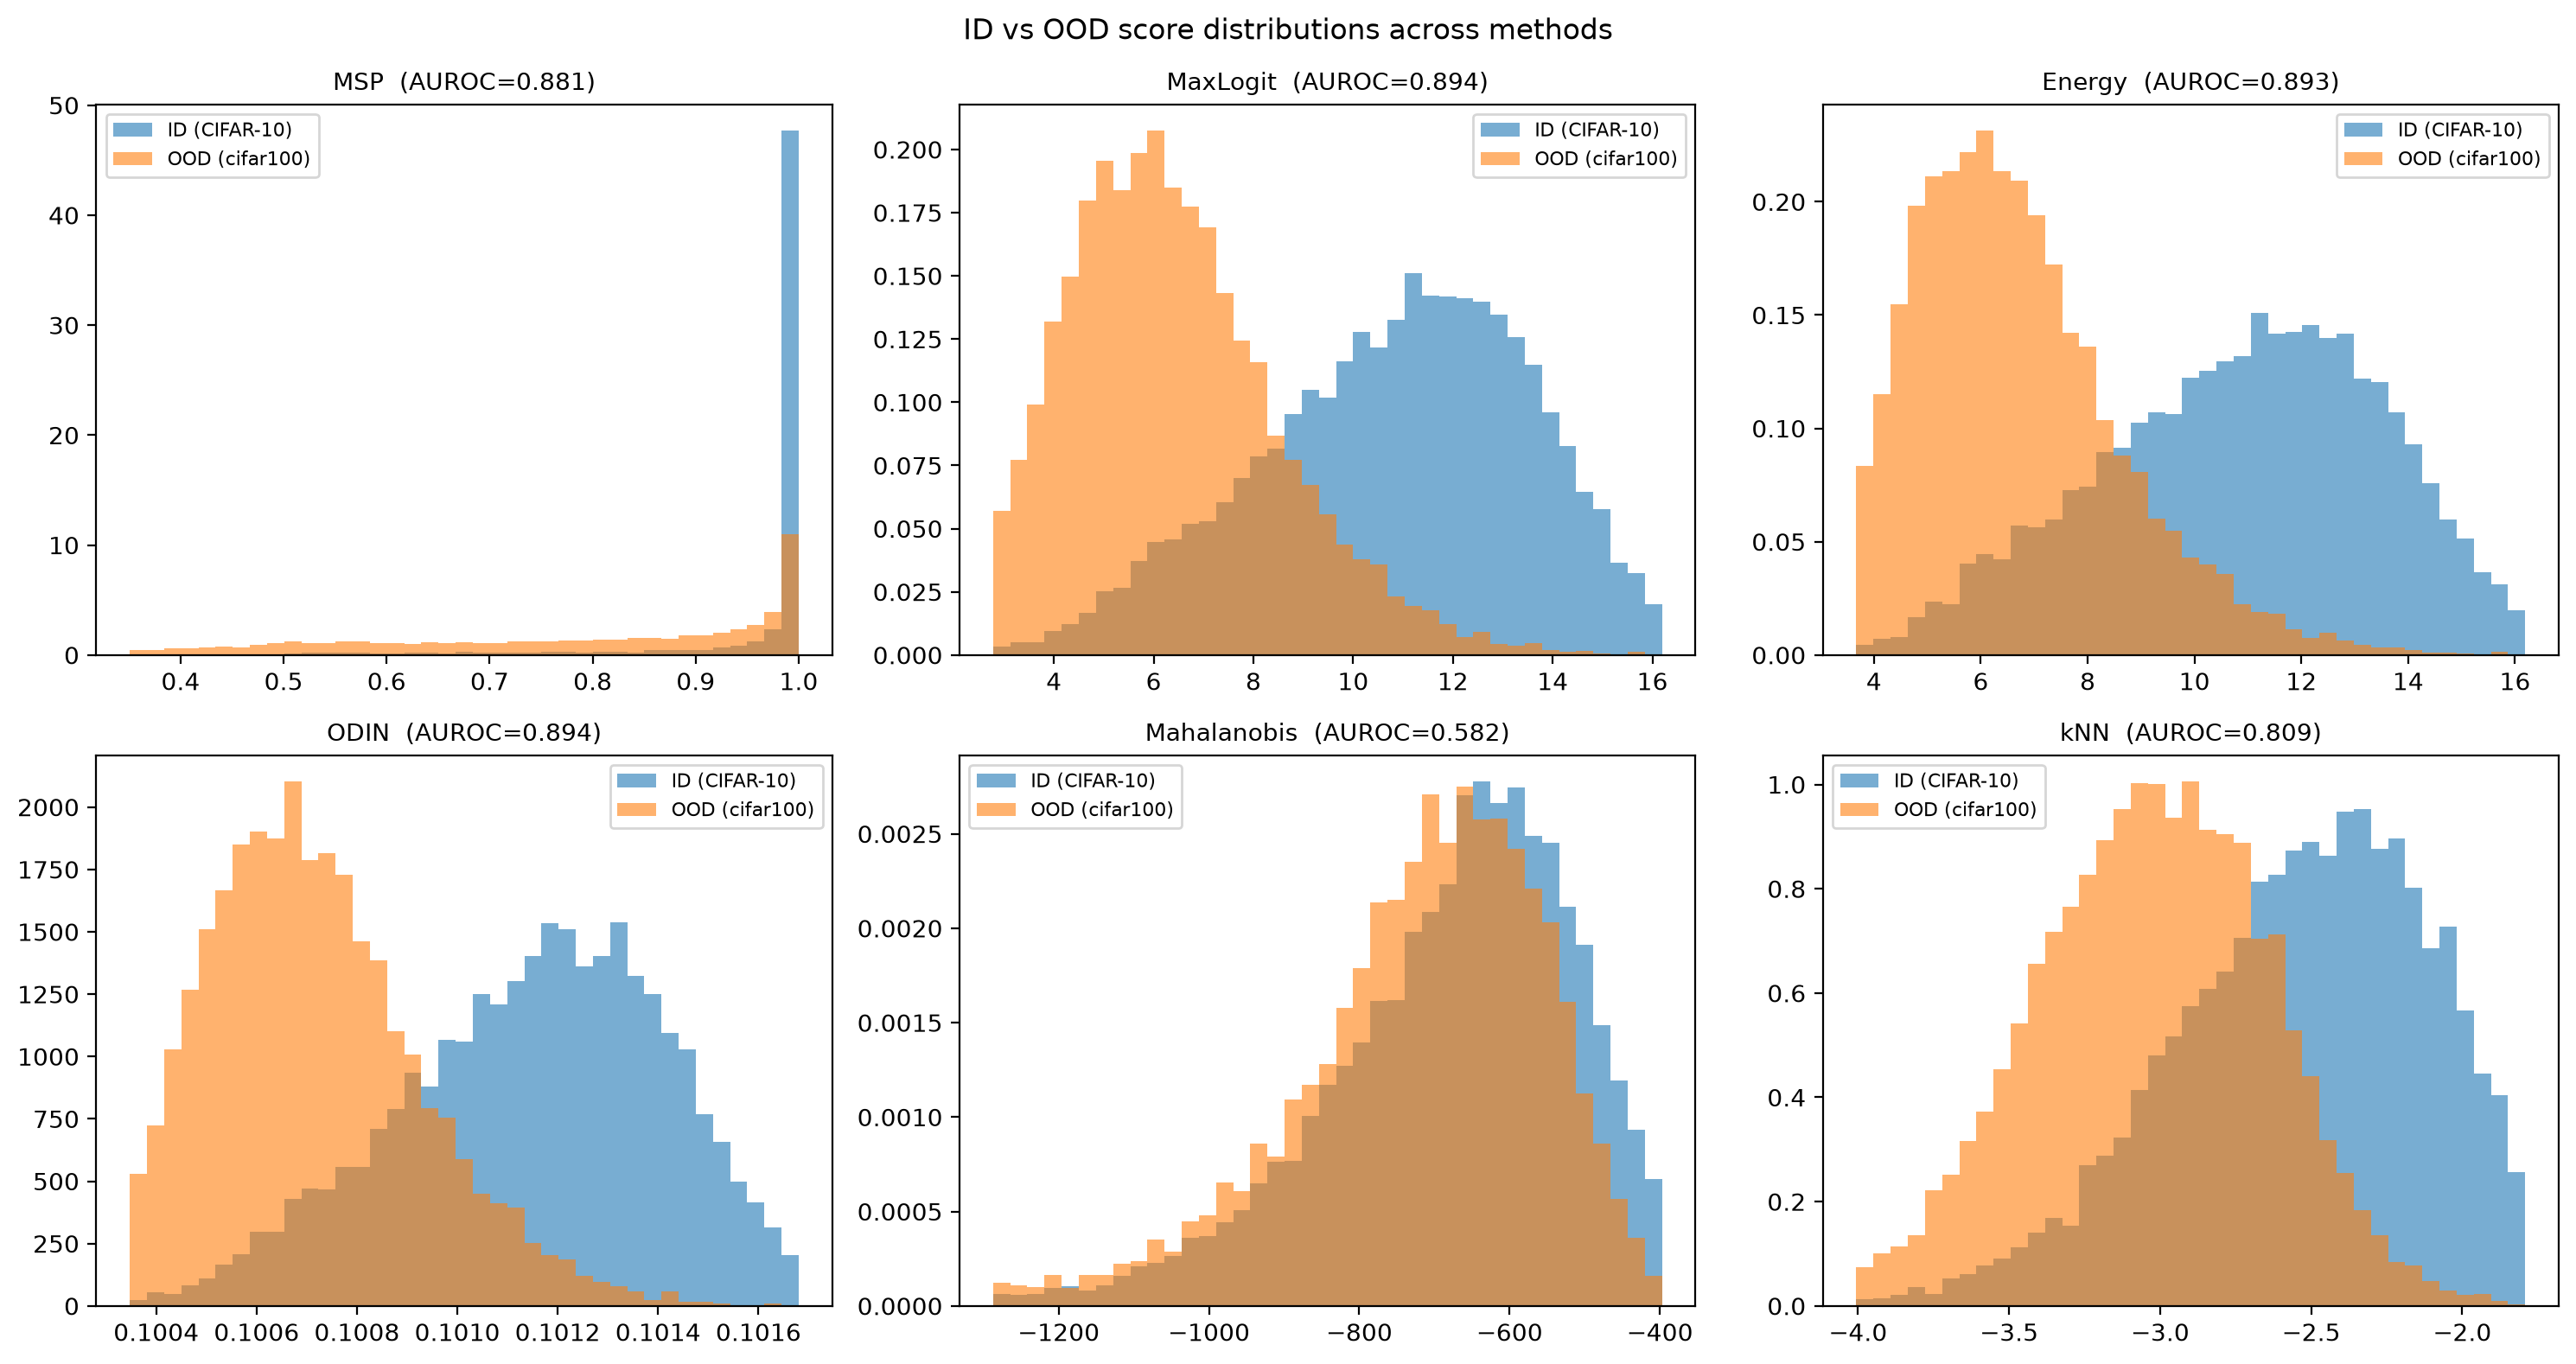 ID vs OOD score distributions across methods
MSP  (AUROC=0.881)
50
40
30
20
10
0
0.4 0.5 0.6 0.7 0.8 0.9 1.0
ID (CIFAR-10)
OOD (cifar100)
MaxLogit  (AUROC=0.894)
0.200
0.175
0.150
0.125
0.100
0.075
0.050
0.025
0.000
4 6 8 10 12 14 16
ID (CIFAR-10)
OOD (cifar100)
Energy  (AUROC=0.893)
0.20
0.15
0.10
0.05
0.00
4 6 8 10 12 14 16
ID (CIFAR-10)
OOD (cifar100)
ODIN  (AUROC=0.894)
2000
1750
1500
1250
1000
750
500
250
0
0.1004 0.1006 0.1008 0.1010 0.1012 0.1014 0.1016
ID (CIFAR-10)
OOD (cifar100)
Mahalanobis  (AUROC=0.582)
0.0025
0.0020
0.0015
0.0010
0.0005
0.0000
−1200 −1000 −800 −600 −400
ID (CIFAR-10)
OOD (cifar100)
kNN  (AUROC=0.809)
1.0
0.8
0.6
0.4
0.2
0.0
−4.0 −3.5 −3.0 −2.5 −2.0
ID (CIFAR-10)
OOD (cifar100)